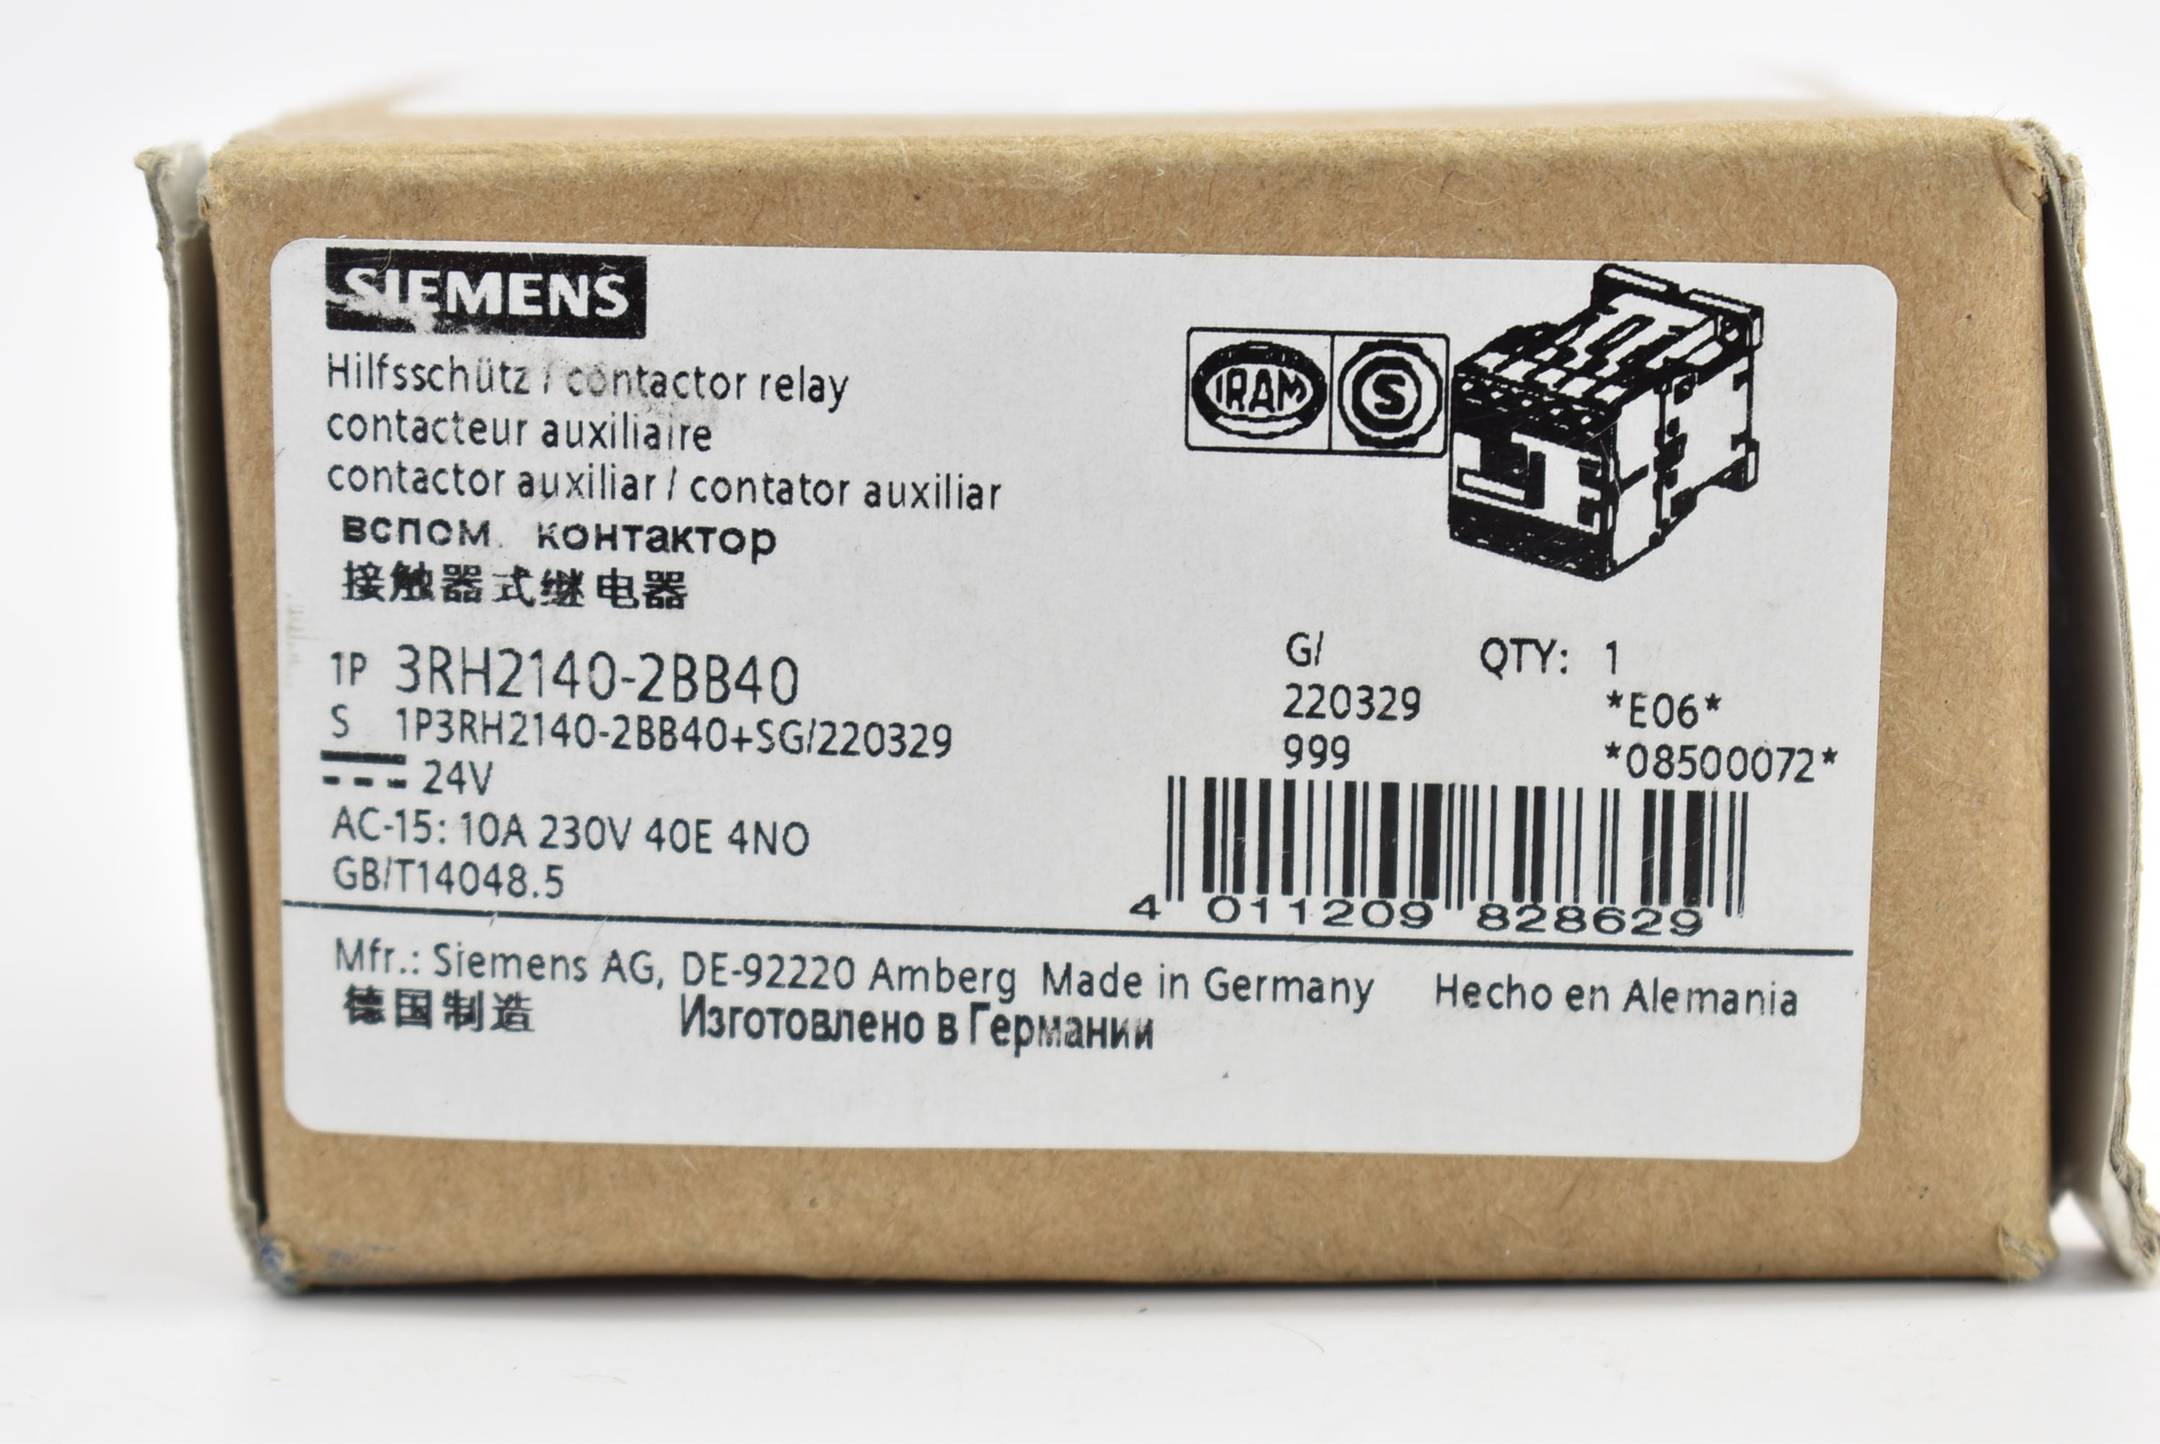 SIEMENS
Hilfsschütz / contactor relay
contacteur auxiliaire
contactor auxiliar / contator auxiliar
вспом. контактор
接触器式继电器
IRAM S
1P 3RH2140-2BB40
S 1P3RH2140-2BB40+SG/220329
24V
AC-15: 10A 230V 40E 4NO
GB/T14048.5
G/ QTY: 1
220329 *E06*
999 *08500072*
4 011209 828629
Mfr.: Siemens AG, DE-92220 Amberg Made in Germany Hecho en Alemania
德国制造 Изготовлено в Германии